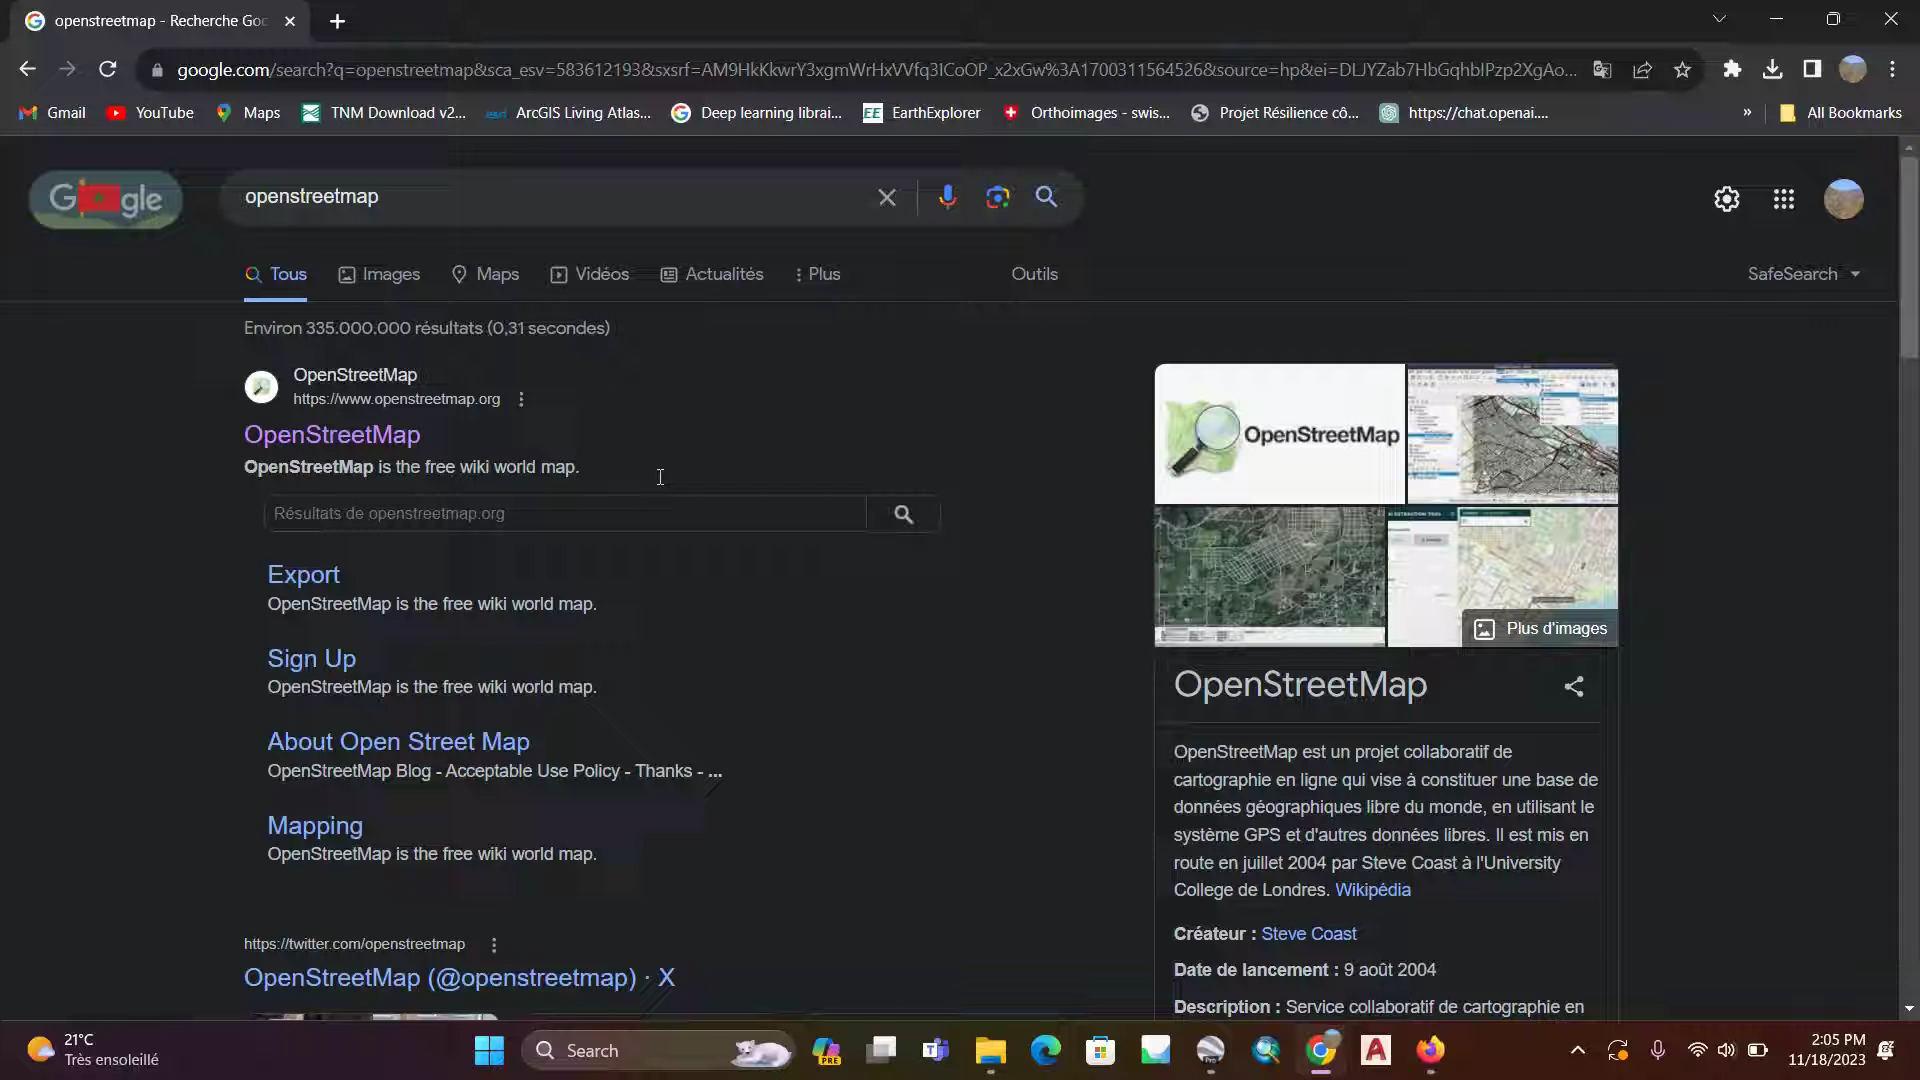 openstreetmap - Recherche Goo
google.com/search?q=openstreetmap&sca_esv=583612193&sxsrf=AM9HkKkwrY3xgmWrHxVVfq3ICoOP_x2xGw%3A1700311564526&source=hp&ei=DLJYZab7HbGqhbIPzp2XgAo...
Gmail
YouTube
Maps
TNM Download v2...
ArcGIS Living Atlas...
Deep learning librai...
EE EarthExplorer
Orthoimages - swis...
Projet Résilience cô...
https://chat.openai....
»
All Bookmarks
openstreetmap
Tous
Images
Maps
Vidéos
Actualités
Plus
Outils
SafeSearch
Environ 335.000.000 résultats (0,31 secondes)
OpenStreetMap
https://www.openstreetmap.org
OpenStreetMap
OpenStreetMap is the free wiki world map.
Résultats de openstreetmap.org
Export
OpenStreetMap is the free wiki world map.
Sign Up
OpenStreetMap is the free wiki world map.
About Open Street Map
OpenStreetMap Blog - Acceptable Use Policy - Thanks - ...
Mapping
OpenStreetMap is the free wiki world map.
https://twitter.com/openstreetmap
OpenStreetMap (@openstreetmap) · X
OpenStreetMap
Plus d'images
OpenStreetMap
OpenStreetMap est un projet collaboratif de
cartographie en ligne qui vise à constituer une base de
données géographiques libre du monde, en utilisant le
système GPS et d'autres données libres. Il est mis en
route en juillet 2004 par Steve Coast à l'University
College de Londres. Wikipédia
Créateur : Steve Coast
Date de lancement : 9 août 2004
Description : Service collaboratif de cartographie en
21°C
Très ensoleillé
Search
PRE
Pro
2:05 PM
11/18/2023